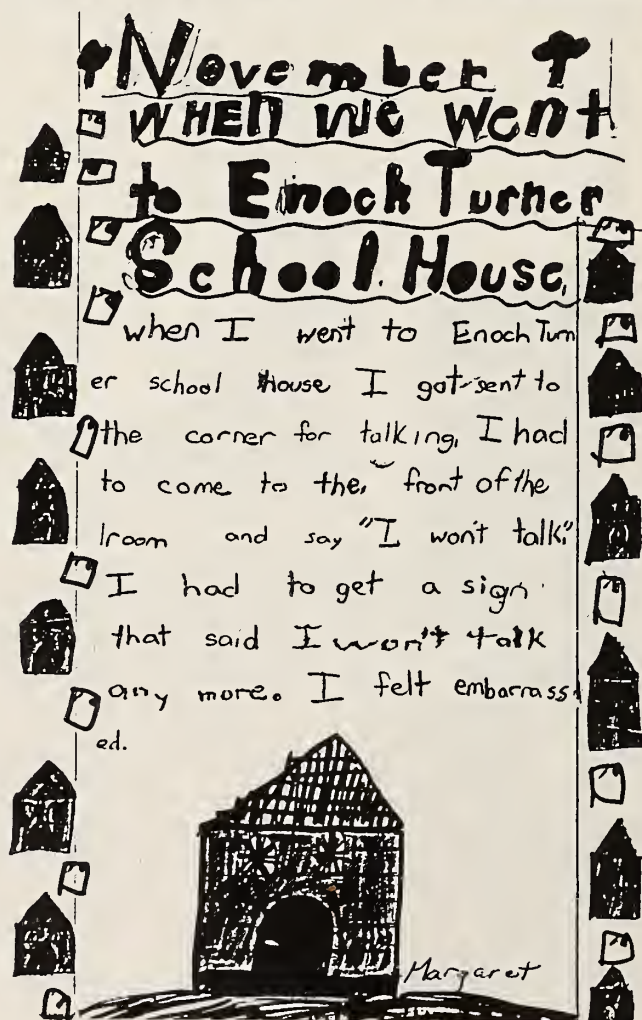 November
WHEN we went
to Enoch Turner
School House.
when I went to Enoch Turn
er school House I got sent to
the corner for talking. I had
to come to the front of the
room and say "I won't talk."
I had to get a sign
that said I won't talk
any more. I felt embarrass
ed.
Margaret